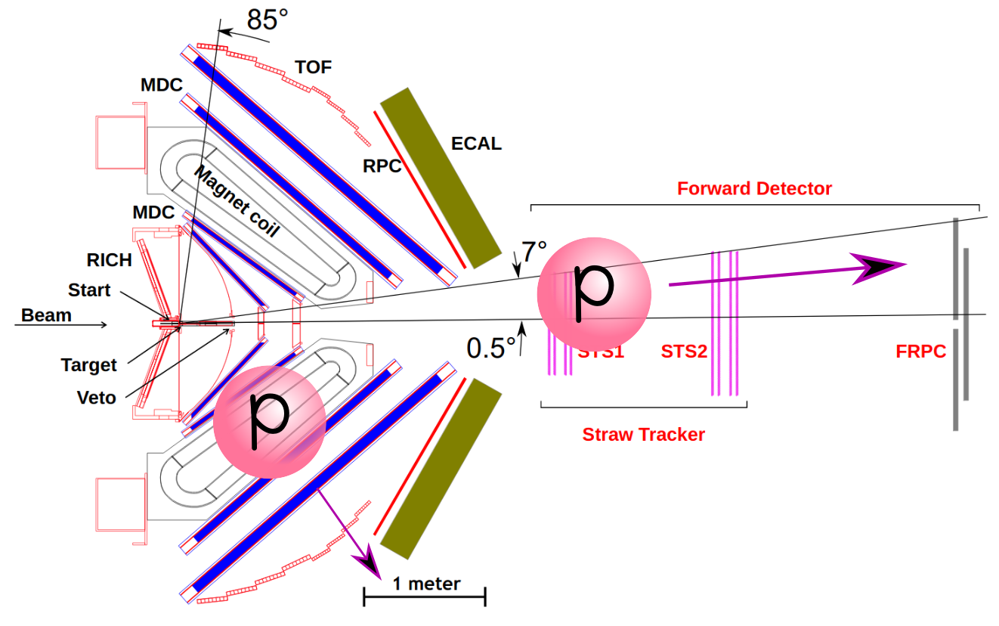 85°
TOF
MDC
ECAL
RPC
Magnet coil
Forward Detector
MDC
RICH
7°
Start
p
Beam
0.5°
STS1
STS2
FRPC
Target
Veto
p
Straw Tracker
1 meter